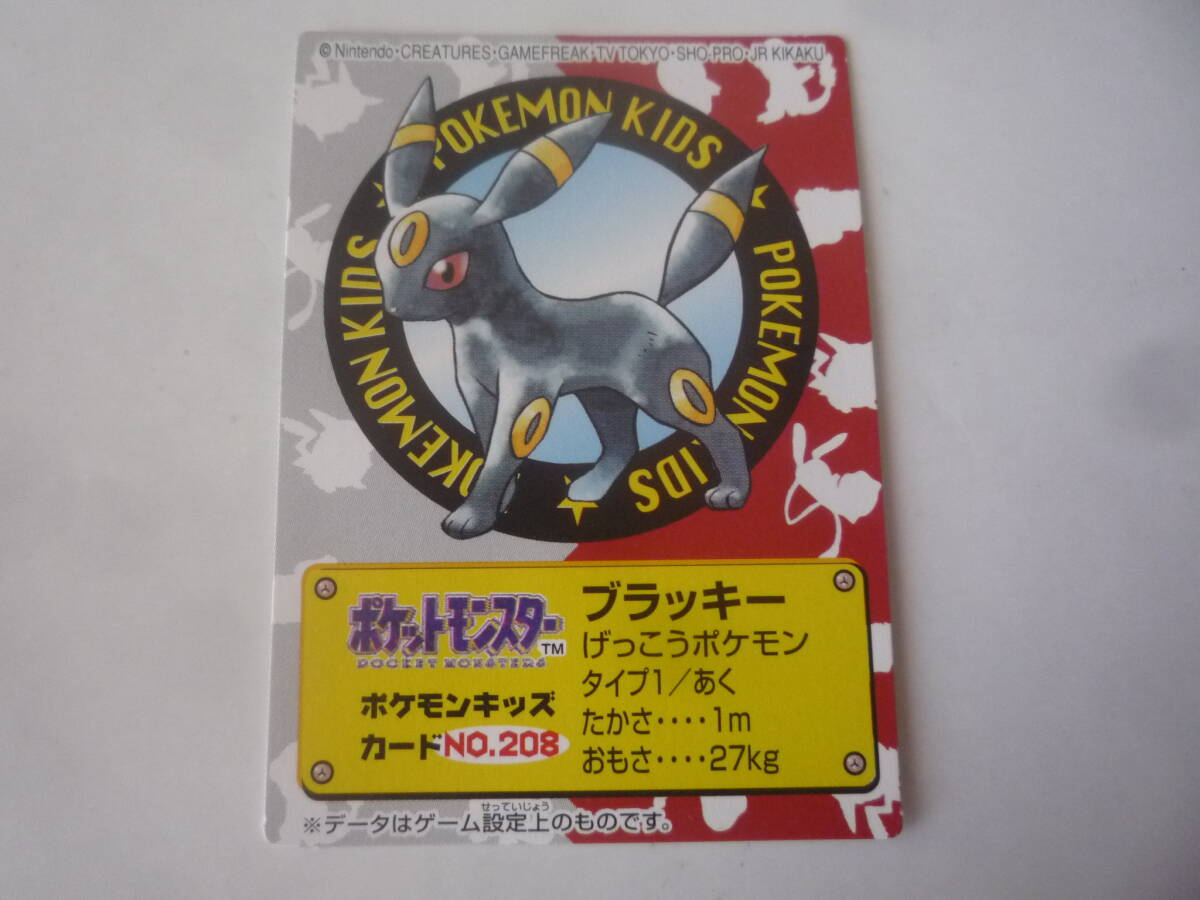 © Nintendo・CREATURES・GAMEFREAK・TV TOKYO・SHO-PRO・JR KIKAKU
POKEMON KIDS ★ POKEMON KIDS ★ POKEMON KIDS ★
ポケットモンスター TM
POCKET MONSTERS
ポケモンキッズ
カード NO.208
ブラッキー
げっこうポケモン
タイプ1/あく
たかさ‥‥1m
おもさ‥‥27kg
せっていじょう
※データはゲーム設定上のものです。